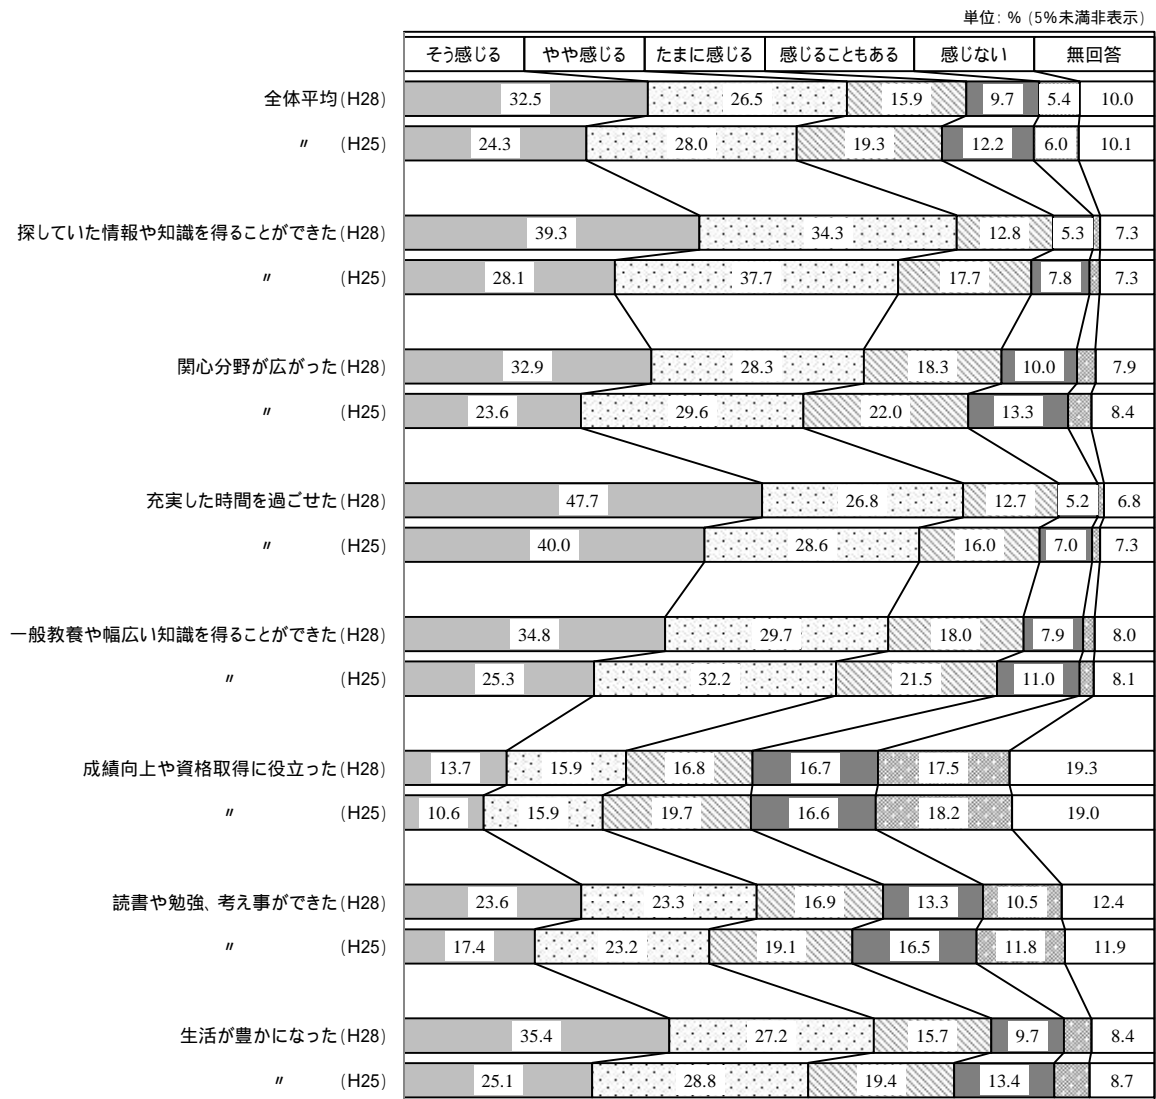 単位：％ (5%未満非表示)
そう感じる やや感じる たまに感じる 感じることもある 感じない 無回答
全体平均(H28) 32.5 26.5 15.9 9.7 5.4 10.0
〃 (H25) 24.3 28.0 19.3 12.2 6.0 10.1
探していた情報や知識を得ることができた(H28) 39.3 34.3 12.8 5.3 7.3
〃 (H25) 28.1 37.7 17.7 7.8 7.3
関心分野が広がった(H28) 32.9 28.3 18.3 10.0 7.9
〃 (H25) 23.6 29.6 22.0 13.3 8.4
充実した時間を過ごせた(H28) 47.7 26.8 12.7 5.2 6.8
〃 (H25) 40.0 28.6 16.0 7.0 7.3
一般教養や幅広い知識を得ることができた(H28) 34.8 29.7 18.0 7.9 8.0
〃 (H25) 25.3 32.2 21.5 11.0 8.1
成績向上や資格取得に役立った(H28) 13.7 15.9 16.8 16.7 17.5 19.3
〃 (H25) 10.6 15.9 19.7 16.6 18.2 19.0
読書や勉強、考え事ができた(H28) 23.6 23.3 16.9 13.3 10.5 12.4
〃 (H25) 17.4 23.2 19.1 16.5 11.8 11.9
生活が豊かになった(H28) 35.4 27.2 15.7 9.7 8.4
〃 (H25) 25.1 28.8 19.4 13.4 8.7